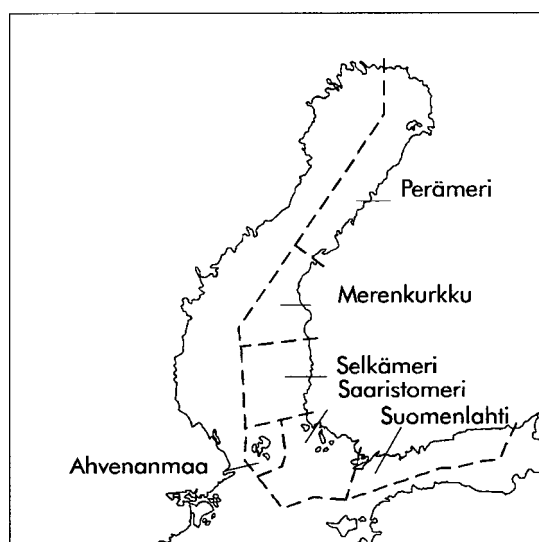 Perämeri
Merenkurkku
Selkämeri
Saaristomeri
Suomenlahti
Ahvenanmaa